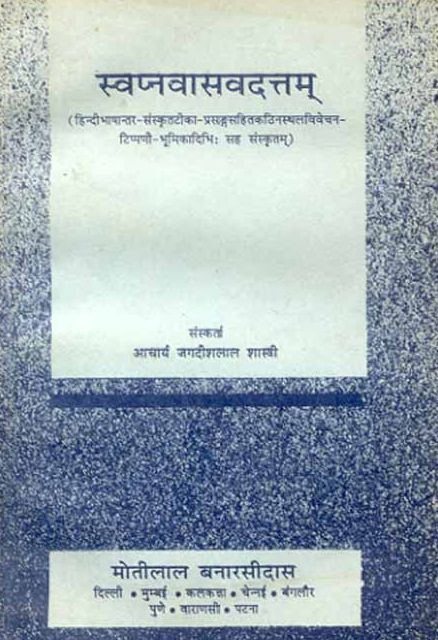 स्वप्नवासवदत्तम्
(हिन्दीभाषान्तर-संस्कृतटीका-प्रसङ्गसहितकठिनस्थलविवेचन-
टिप्पणी-भूमिकादिभिः सह संस्कृतम्)
संस्कर्ता
आचार्य जगदीशलाल शास्त्री
मोतीलाल बनारसीदास
दिल्ली • मुम्बई • कलकत्ता • चेन्नई • बंगलौर
पुणे • वाराणसी • पटना